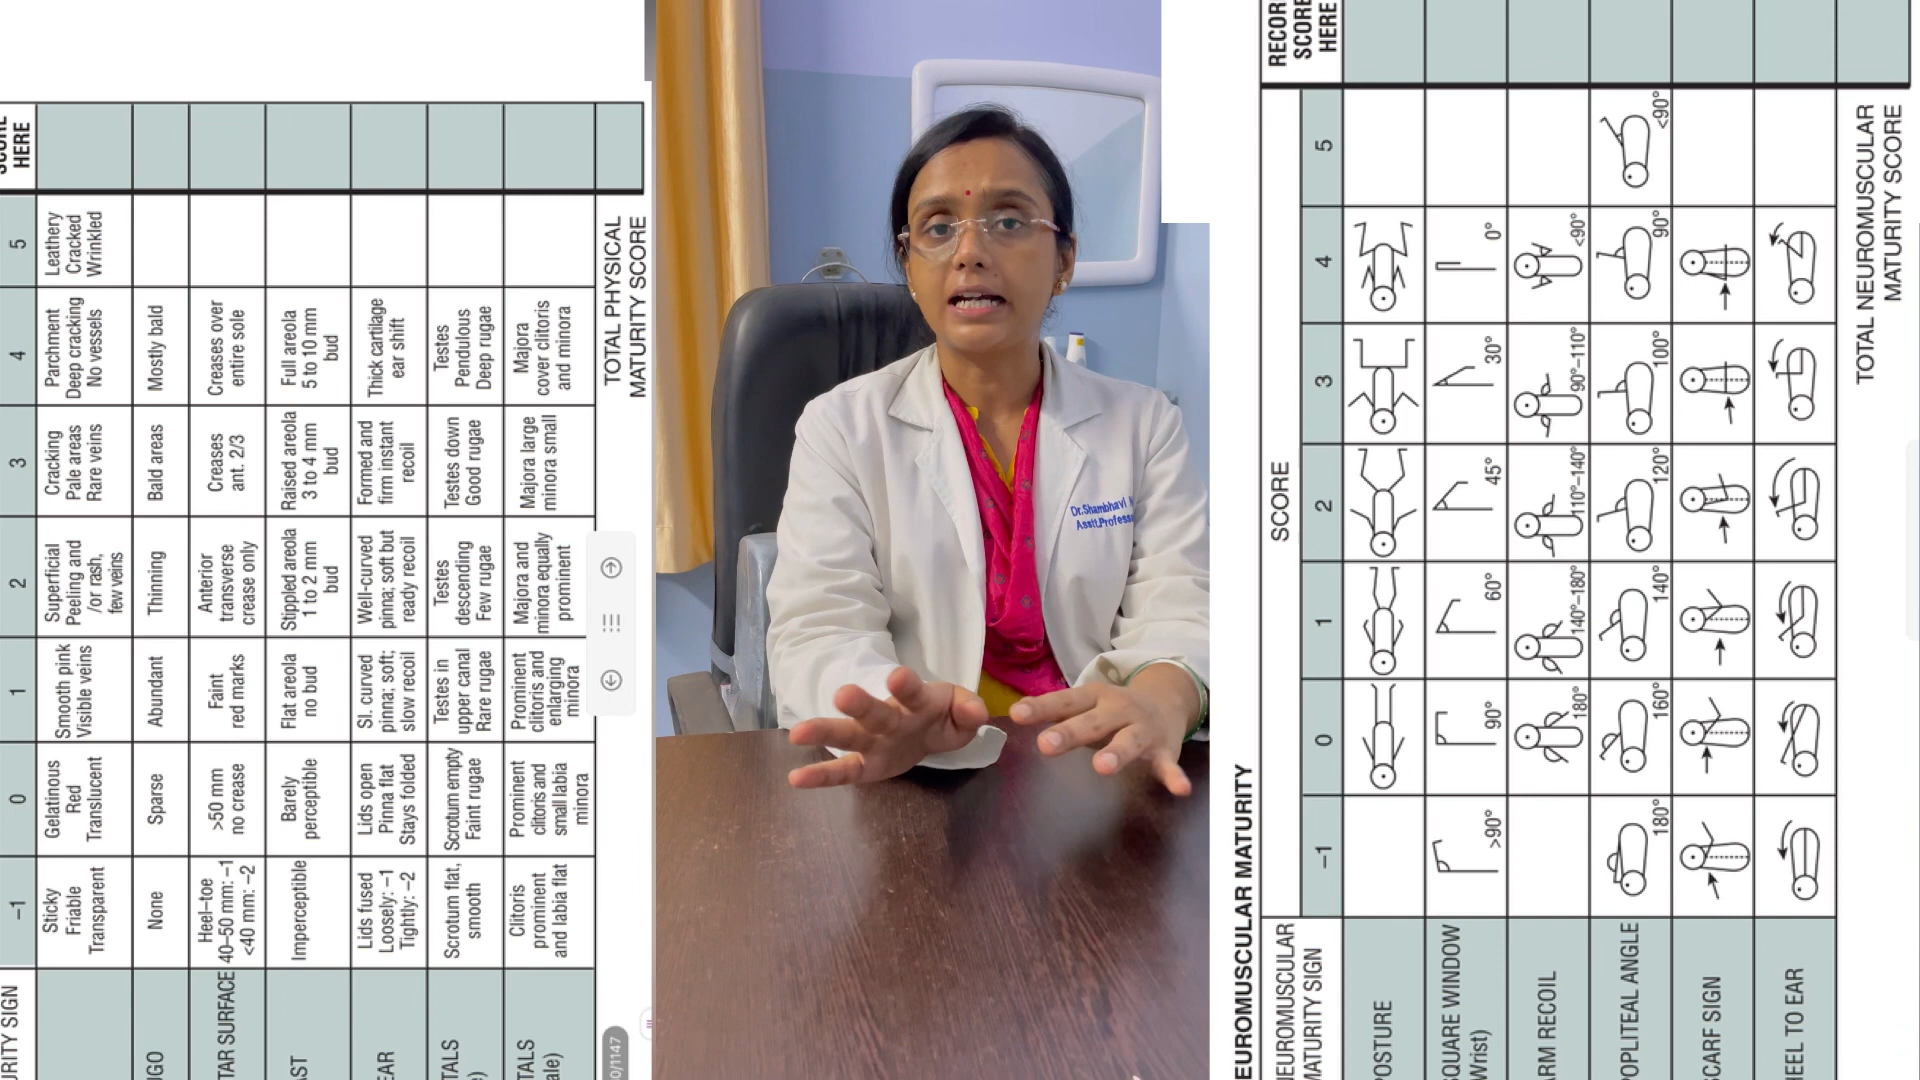 SCORE
HERE
–1
0
1
2
3
4
5
Sticky
Friable
Transparent
Gelatinous
Red
Translucent
Smooth pink
Visible veins
Superficial
Peeling and
/or rash,
few veins
Cracking
Pale areas
Rare veins
Parchment
Deep cracking
No vessels
Leathery
Cracked
Wrinkled
None
Sparse
Abundant
Thinning
Bald areas
Mostly bald
Heel–toe
40–50 mm: –1
<40 mm: –2
>50 mm
no crease
Faint
red marks
Anterior
transverse
crease only
Creases
ant. 2/3
Creases over
entire sole
Imperceptible
Barely
perceptible
Flat areola
no bud
Stippled areola
1 to 2 mm
bud
Raised areola
3 to 4 mm
bud
Full areola
5 to 10 mm
bud
Lids fused
Loosely: –1
Tightly: –2
Lids open
Pinna flat
Stays folded
Sl. curved
pinna; soft;
slow recoil
Well-curved
pinna; soft but
ready recoil
Formed and
firm instant
recoil
Thick cartilage
ear shift
Scrotum flat,
smooth
Scrotum empty
Faint rugae
Testes in
upper canal
Rare rugae
Testes
descending
Few rugae
Testes down
Good rugae
Testes
Pendulous
Deep rugae
Clitoris
prominent
and labia flat
Prominent
clitoris and
small labia
minora
Prominent
clitoris and
enlarging
minora
Majora and
minora equally
prominent
Majora large
minora small
Majora
cover clitoris
and minora
TOTAL PHYSICAL
MATURITY SCORE
/1147
Dr.Shambhavi
Asst.Profess
EUROMUSCULAR MATURITY
NEUROMUSCULAR
MATURITY SIGN
SCORE
RECOR
SCORE
HERE
–1
0
1
2
3
4
5
POSTURE
SQUARE WINDOW
Wrist)
>90°
90°
60°
45°
30°
0°
ARM RECOIL
180°
140°–180°
110°–140°
90°–110°
<90°
POPLITEAL ANGLE
180°
160°
140°
120°
100°
90°
<90°
SCARF SIGN
HEEL TO EAR
TOTAL NEUROMUSCULAR
MATURITY SCORE